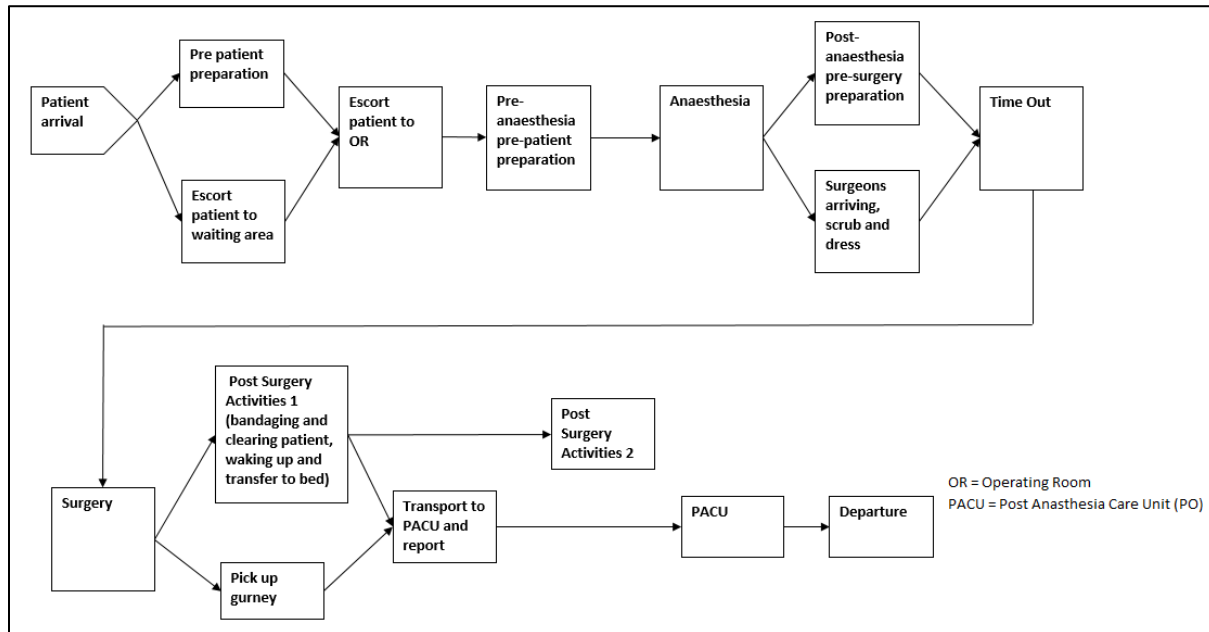 Patient
arrival
Pre patient
preparation
Escort
patient to
waiting area
Escort
patient to
OR
Pre-
anaesthesia
pre-patient
preparation
Anaesthesia
Post-
anaesthesia
pre-surgery
preparation
Surgeons
arriving,
scrub and
dress
Time Out
Surgery
Post Surgery
Activities 1
(bandaging and
clearing patient,
waking up and
transfer to bed)
Pick up
gurney
Post
Surgery
Activities 2
Transport to
PACU and
report
PACU
Departure
OR = Operating Room
PACU = Post Anasthesia Care Unit (PO)